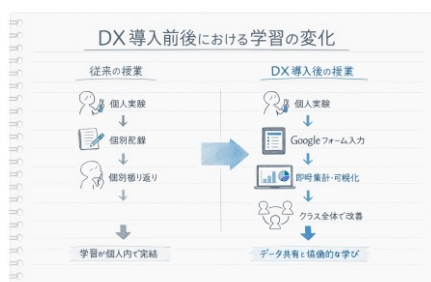 DX導入前後における学習の変化
従来の授業
個人実験
個別記録
個別振り返り
学習が個人内で完結
DX導入後の授業
個人実験
Googleフォーム入力
即時集計・可視化
クラス全体で改善
データ共有と協働的な学び